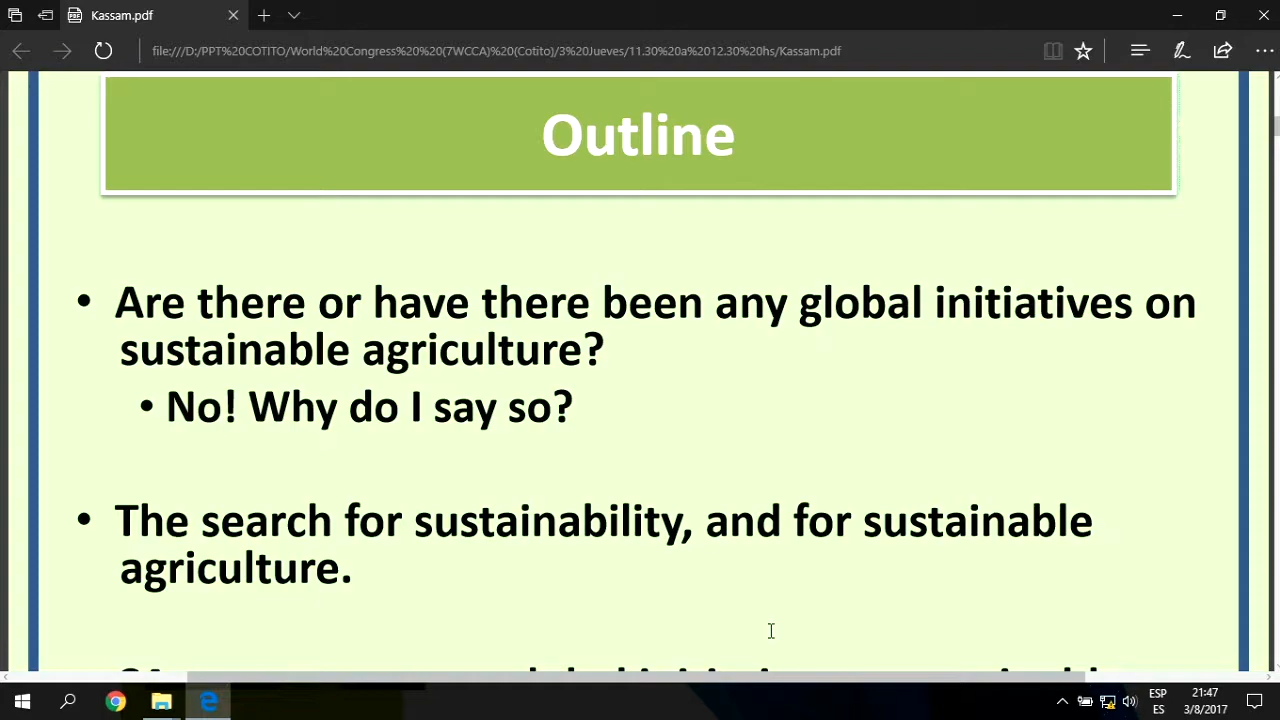 Kassam.pdf
file:///D:/PPT%20COTITO/World%20Congress%20%20(7WCCA)%20(Cotito)/3%20Jueves/11.30%20a%2012.30%20hs/Kassam.pdf
Outline
• Are there or have there been any global initiatives on
sustainable agriculture?
• No! Why do I say so?
• The search for sustainability, and for sustainable
agriculture.
ESP
21:47
ES
3/8/2017